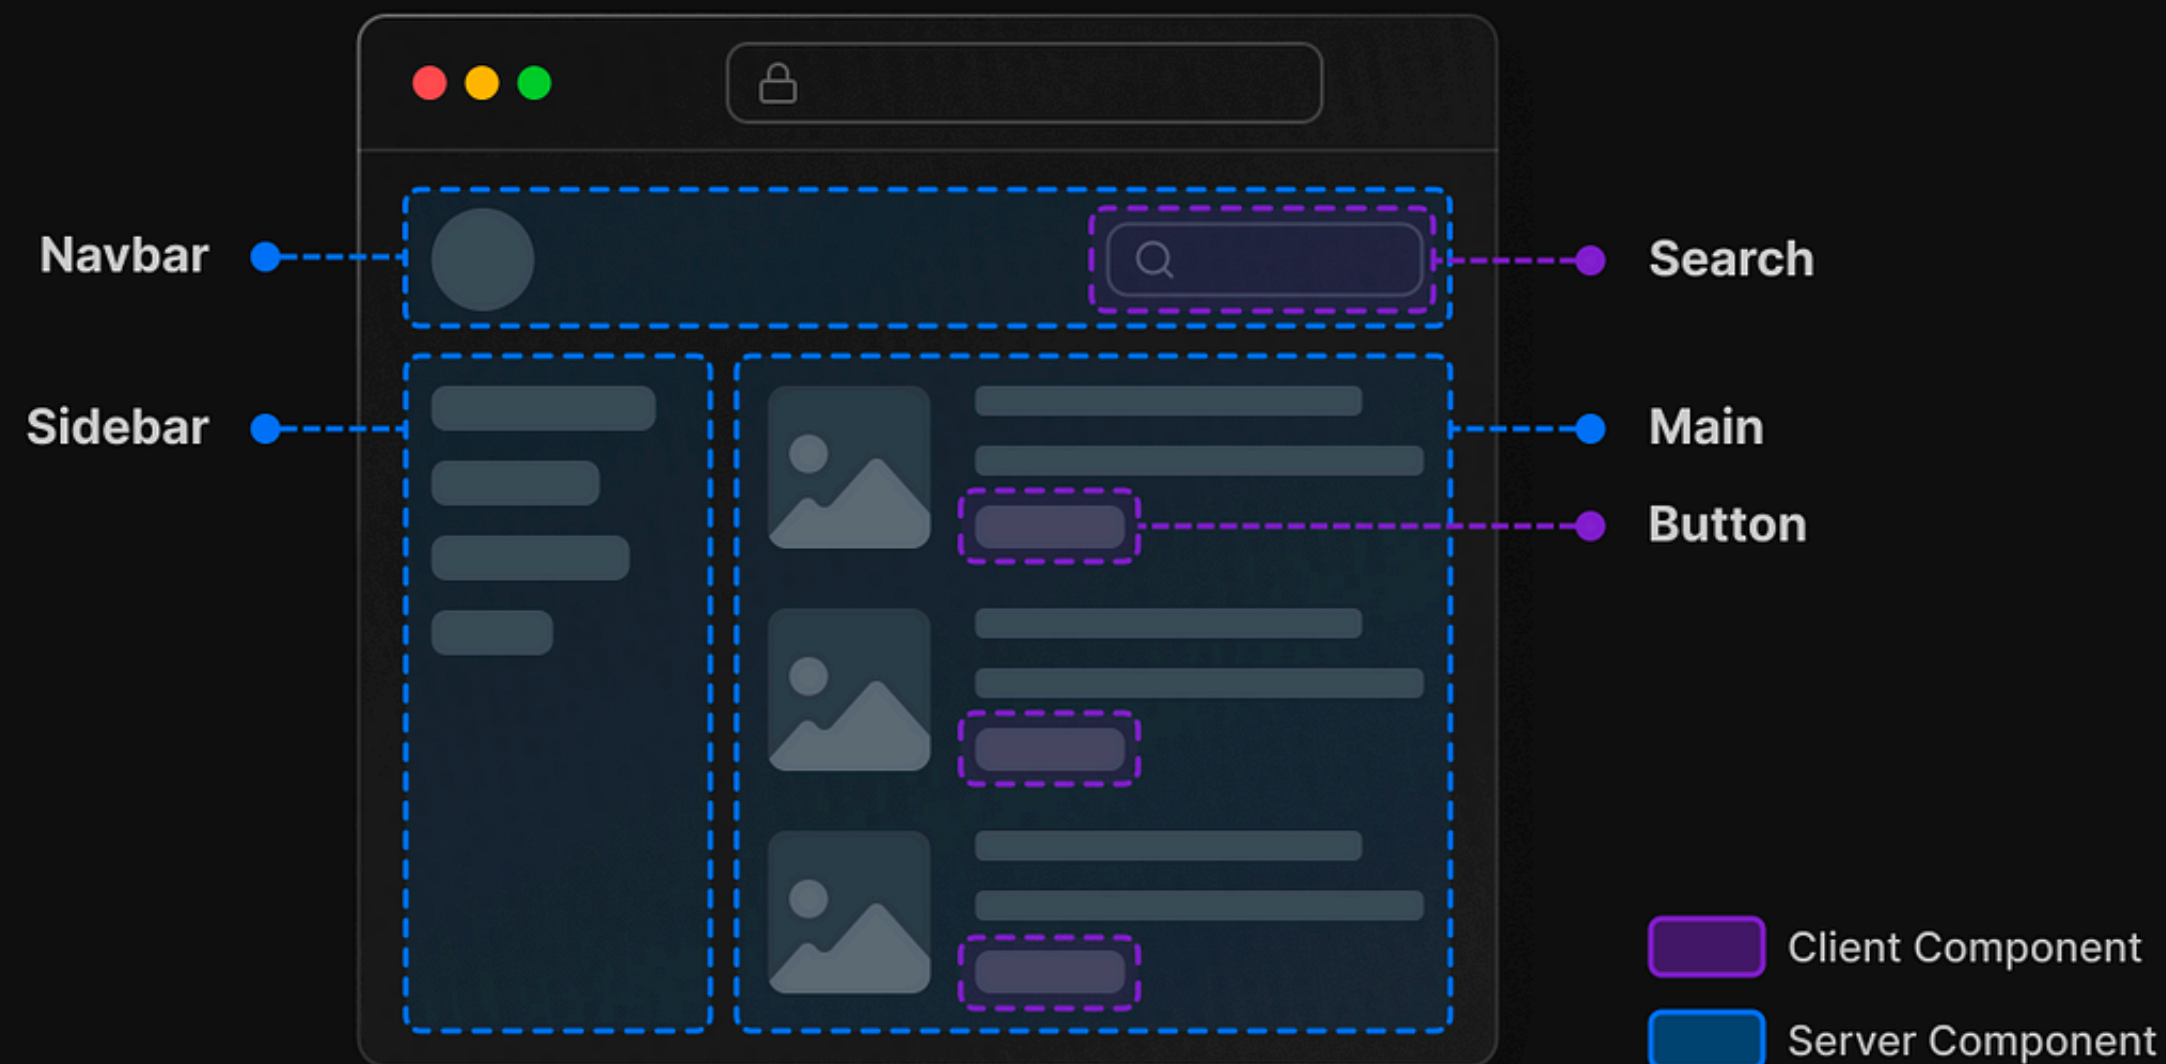 Navbar
Search
Sidebar
Main
Button
Client Component
Server Component